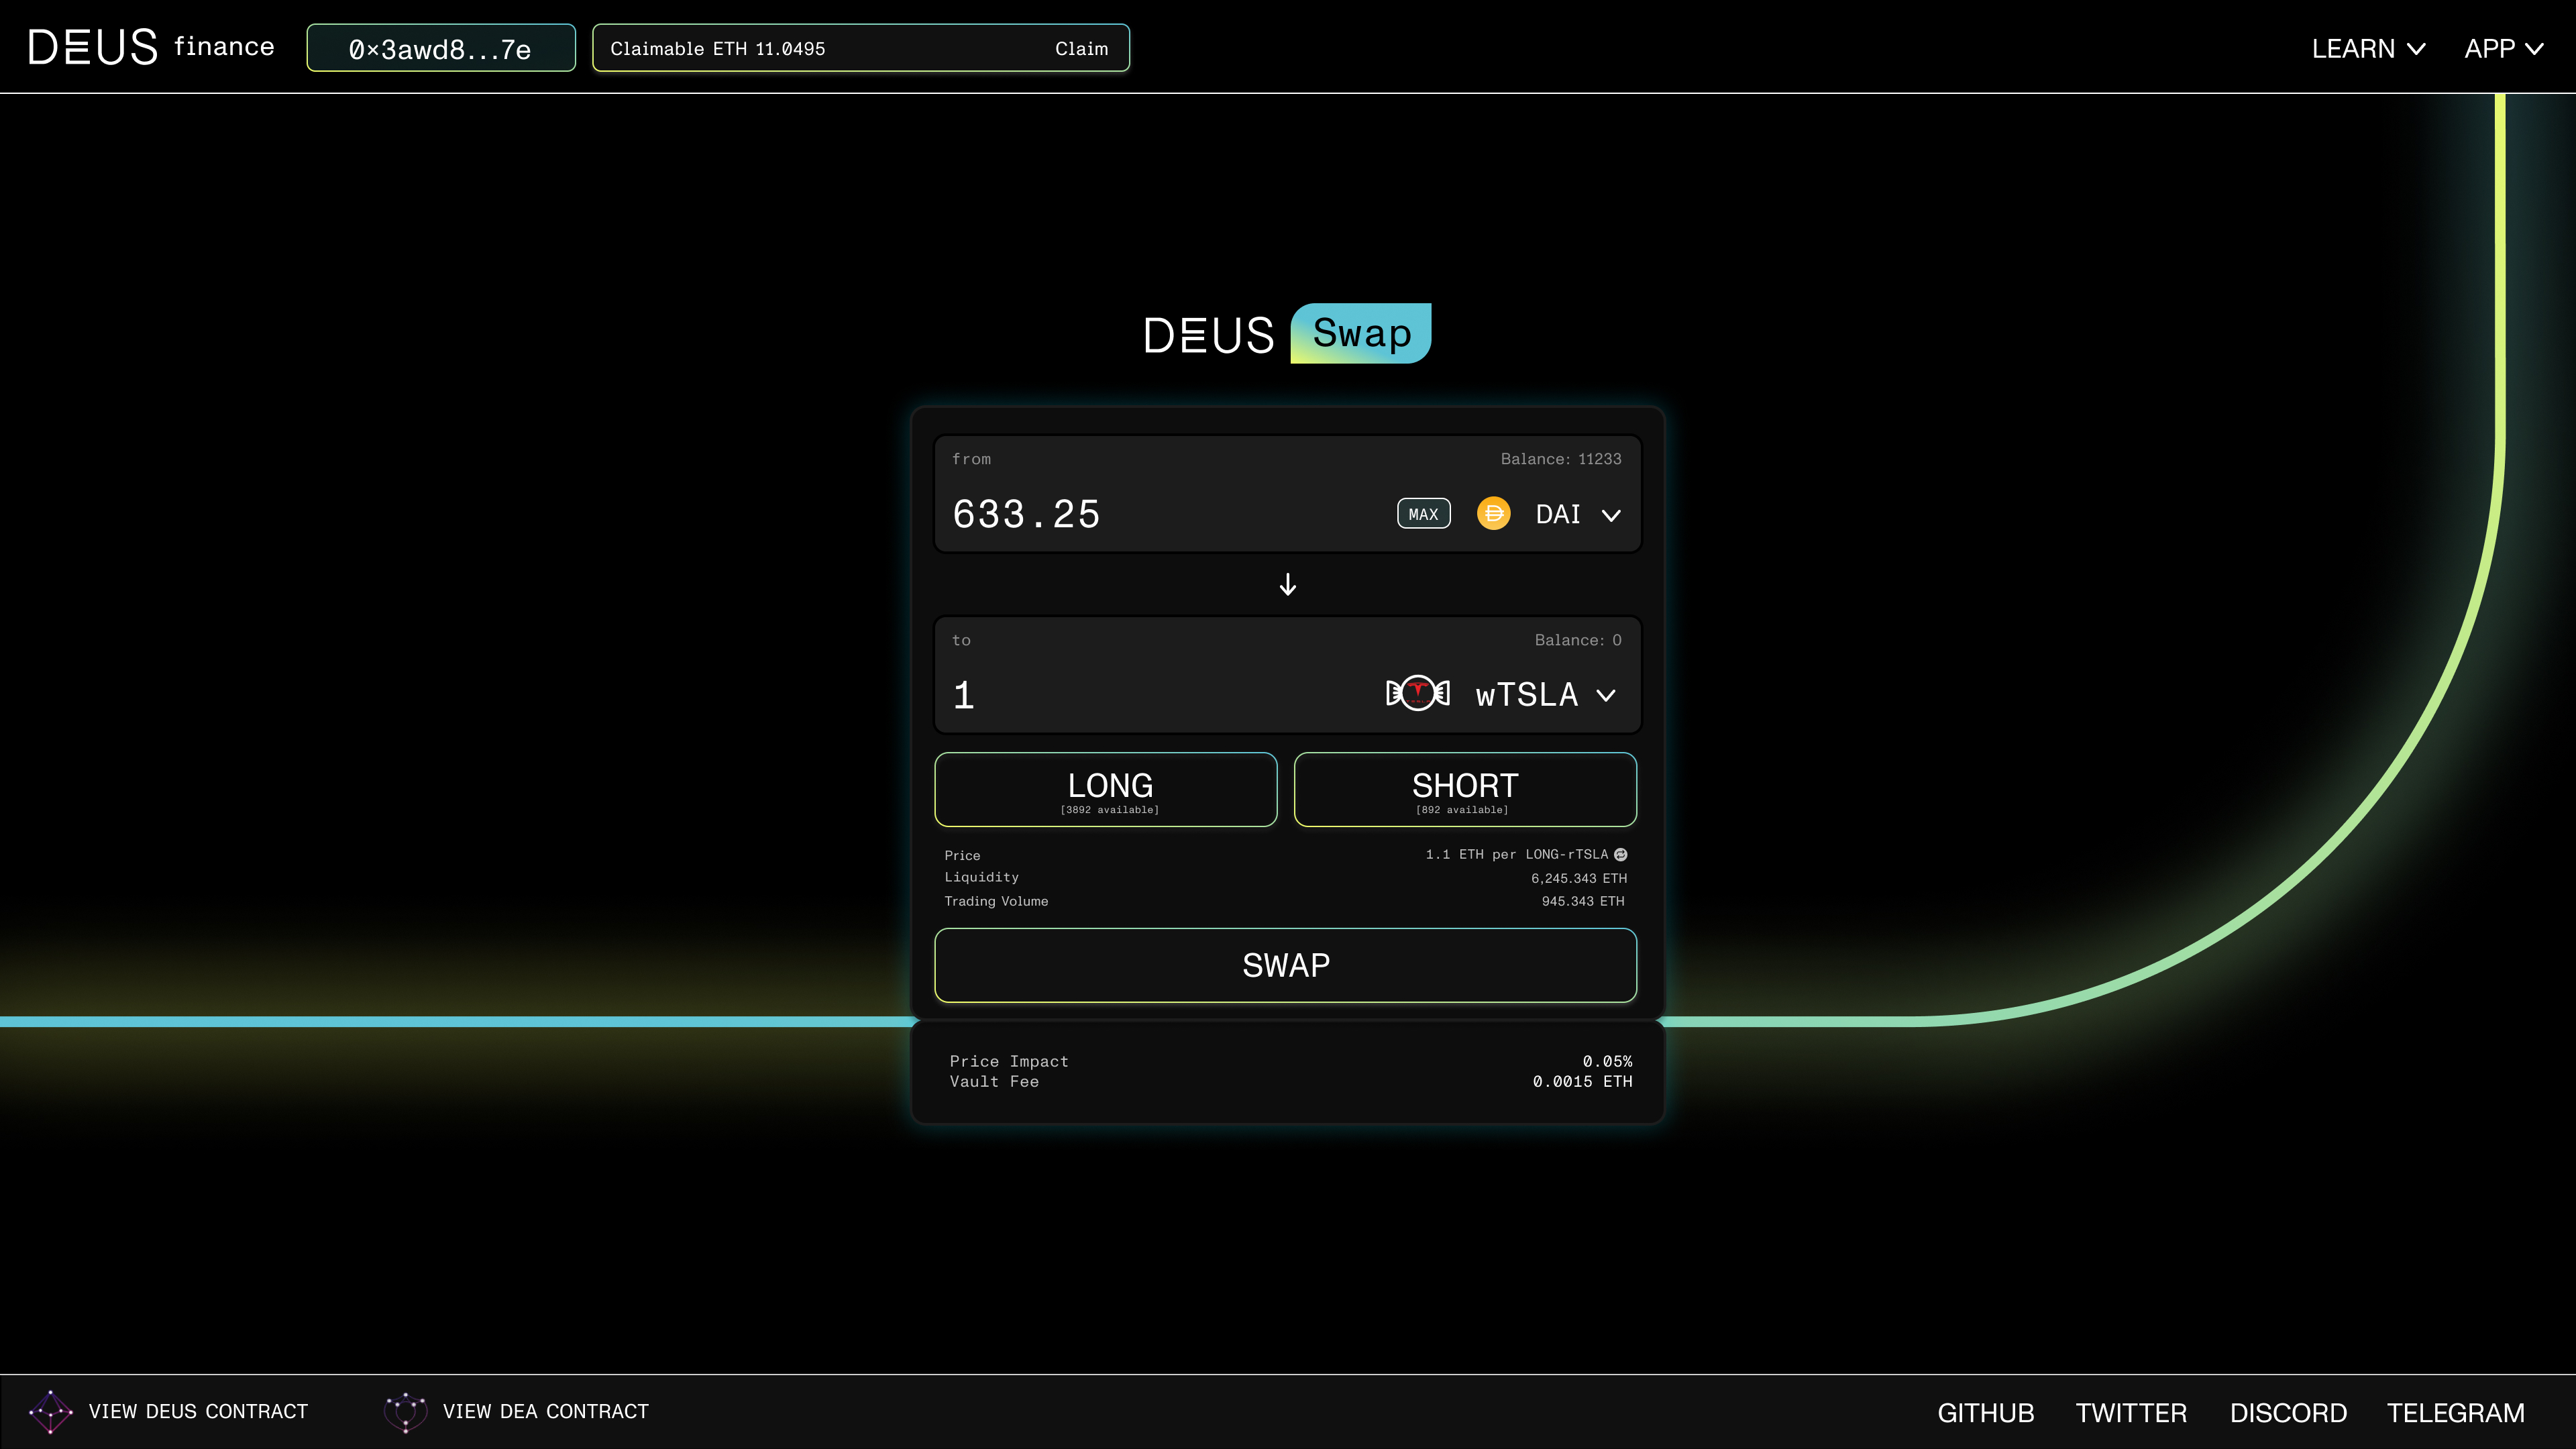 DEUS finance
0×3awd8...7e
Claimable ETH 11.0495 Claim
LEARN APP
DEUS Swap
from Balance: 11233
633.25 MAX DAI
to Balance: 0
1 wTSLA
LONG SHORT
[3892 available] [892 available]
Price 1.1 ETH per LONG-rTSLA
Liquidity 6,245.343 ETH
Trading Volume 945.343 ETH
SWAP
Price Impact 0.05%
Vault Fee 0.0015 ETH
VIEW DEUS CONTRACT VIEW DEA CONTRACT GITHUB TWITTER DISCORD TELEGRAM